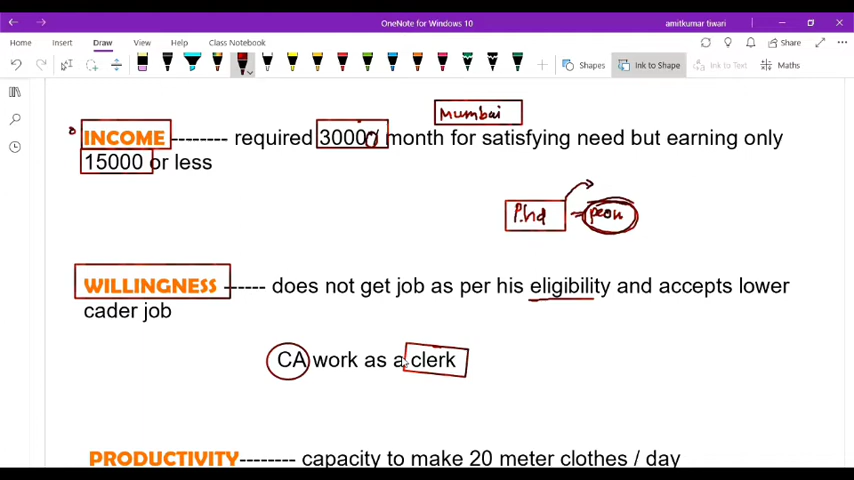 OneNote for Windows 10
amitkumar tiwari
Home Insert Draw View Help Class Notebook
Share
Shapes Ink to Shape Ink to Text Maths
Mumbai
INCOME-------- required 30000/ month for satisfying need but earning only
15000 or less
P.hd = peon
WILLINGNESS ------ does not get job as per his eligibility and accepts lower
cader job
CA work as a clerk
PRODUCTIVITY-------- capacity to make 20 meter clothes / day